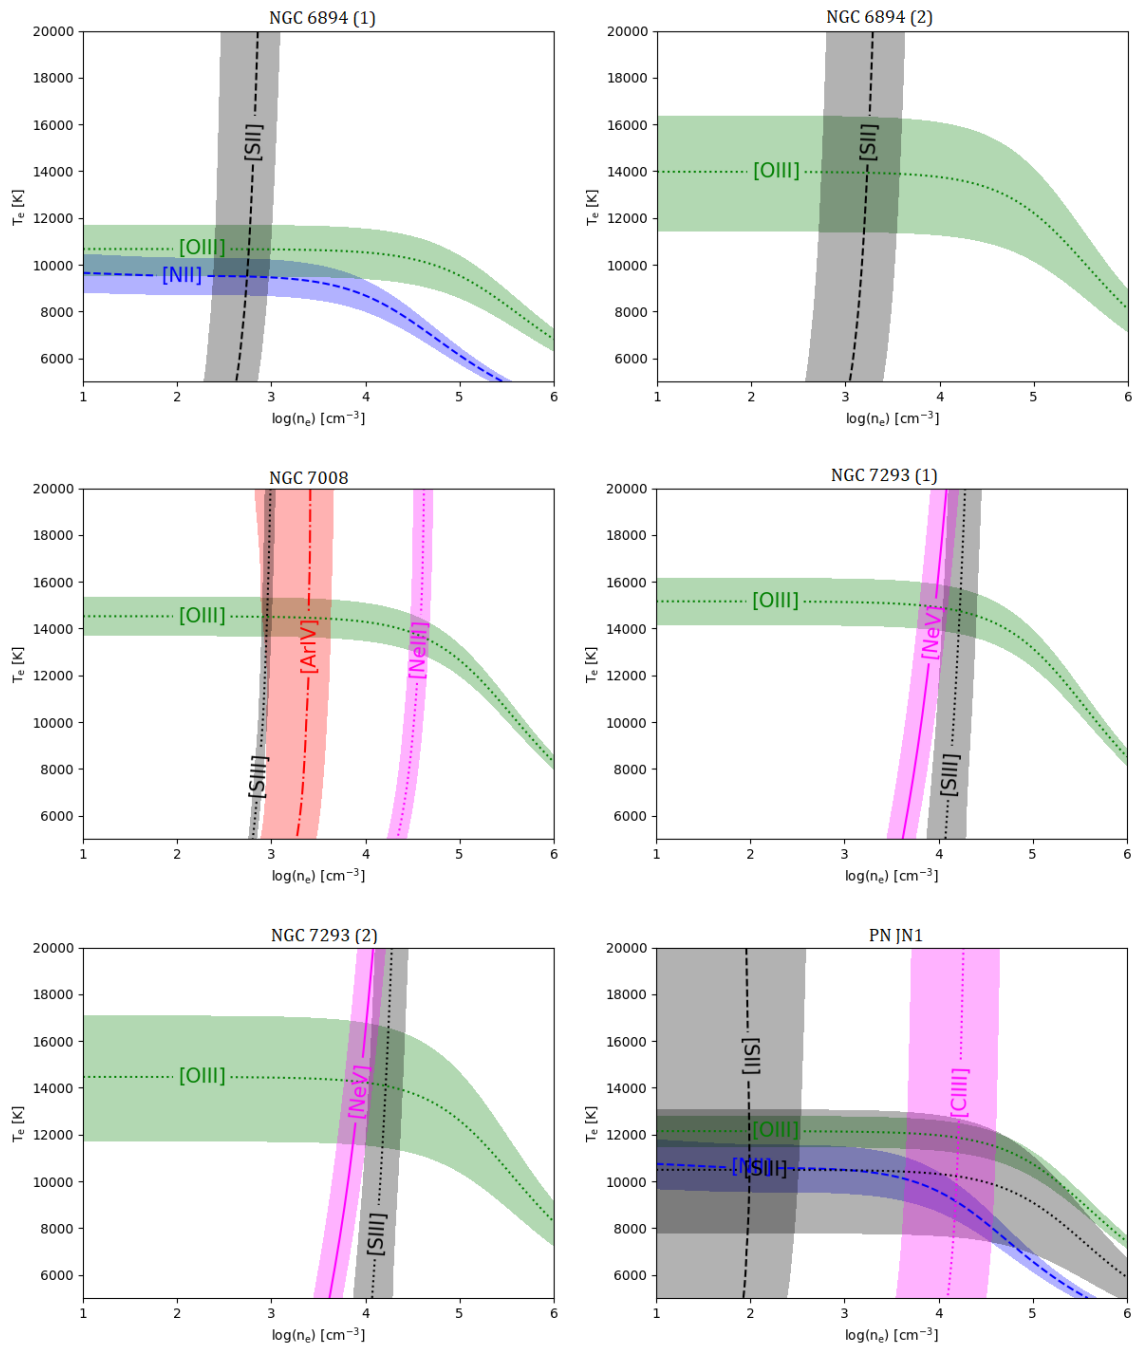 NGC 6894 (1)
20000
18000
16000
14000
12000
10000
8000
6000
Tₑ [K]
[SII]
[OIII]
[NII]
1 2 3 4 5 6
log(nₑ) [cm⁻³]
NGC 6894 (2)
20000
18000
16000
14000
12000
10000
8000
6000
Tₑ [K]
[SII]
[OIII]
1 2 3 4 5 6
log(nₑ) [cm⁻³]
NGC 7008
20000
18000
16000
14000
12000
10000
8000
6000
Tₑ [K]
[OIII]
[ArIV]
[NeIII]
[SIII]
1 2 3 4 5 6
log(nₑ) [cm⁻³]
NGC 7293 (1)
20000
18000
16000
14000
12000
10000
8000
6000
Tₑ [K]
[OIII]
[NeV]
[SIII]
1 2 3 4 5 6
log(nₑ) [cm⁻³]
NGC 7293 (2)
20000
18000
16000
14000
12000
10000
8000
6000
Tₑ [K]
[OIII]
[NeV]
[SIII]
1 2 3 4 5 6
log(nₑ) [cm⁻³]
PN JN1
20000
18000
16000
14000
12000
10000
8000
6000
Tₑ [K]
[SII]
[CIII]
[OIII]
1 2 3 4 5 6
log(nₑ) [cm⁻³]